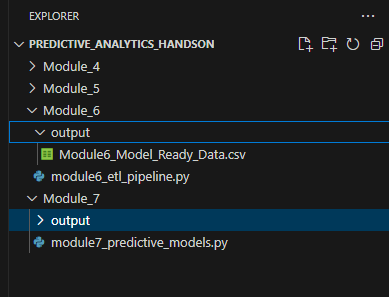 EXPLORER
PREDICTIVE_ANALYTICS_HANDSON
Module_4
Module_5
Module_6
output
Module6_Model_Ready_Data.csv
module6_etl_pipeline.py
Module_7
output
module7_predictive_models.py